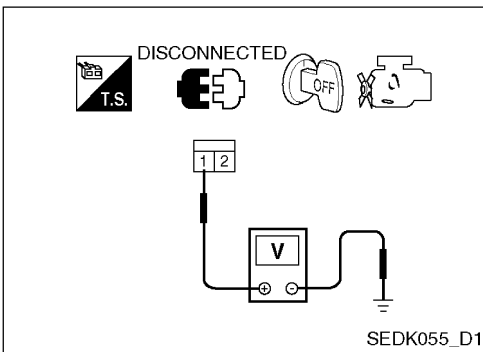 DISCONNECTED
T.S.
OFF
1 2
V
+ -
SEDK055_D1